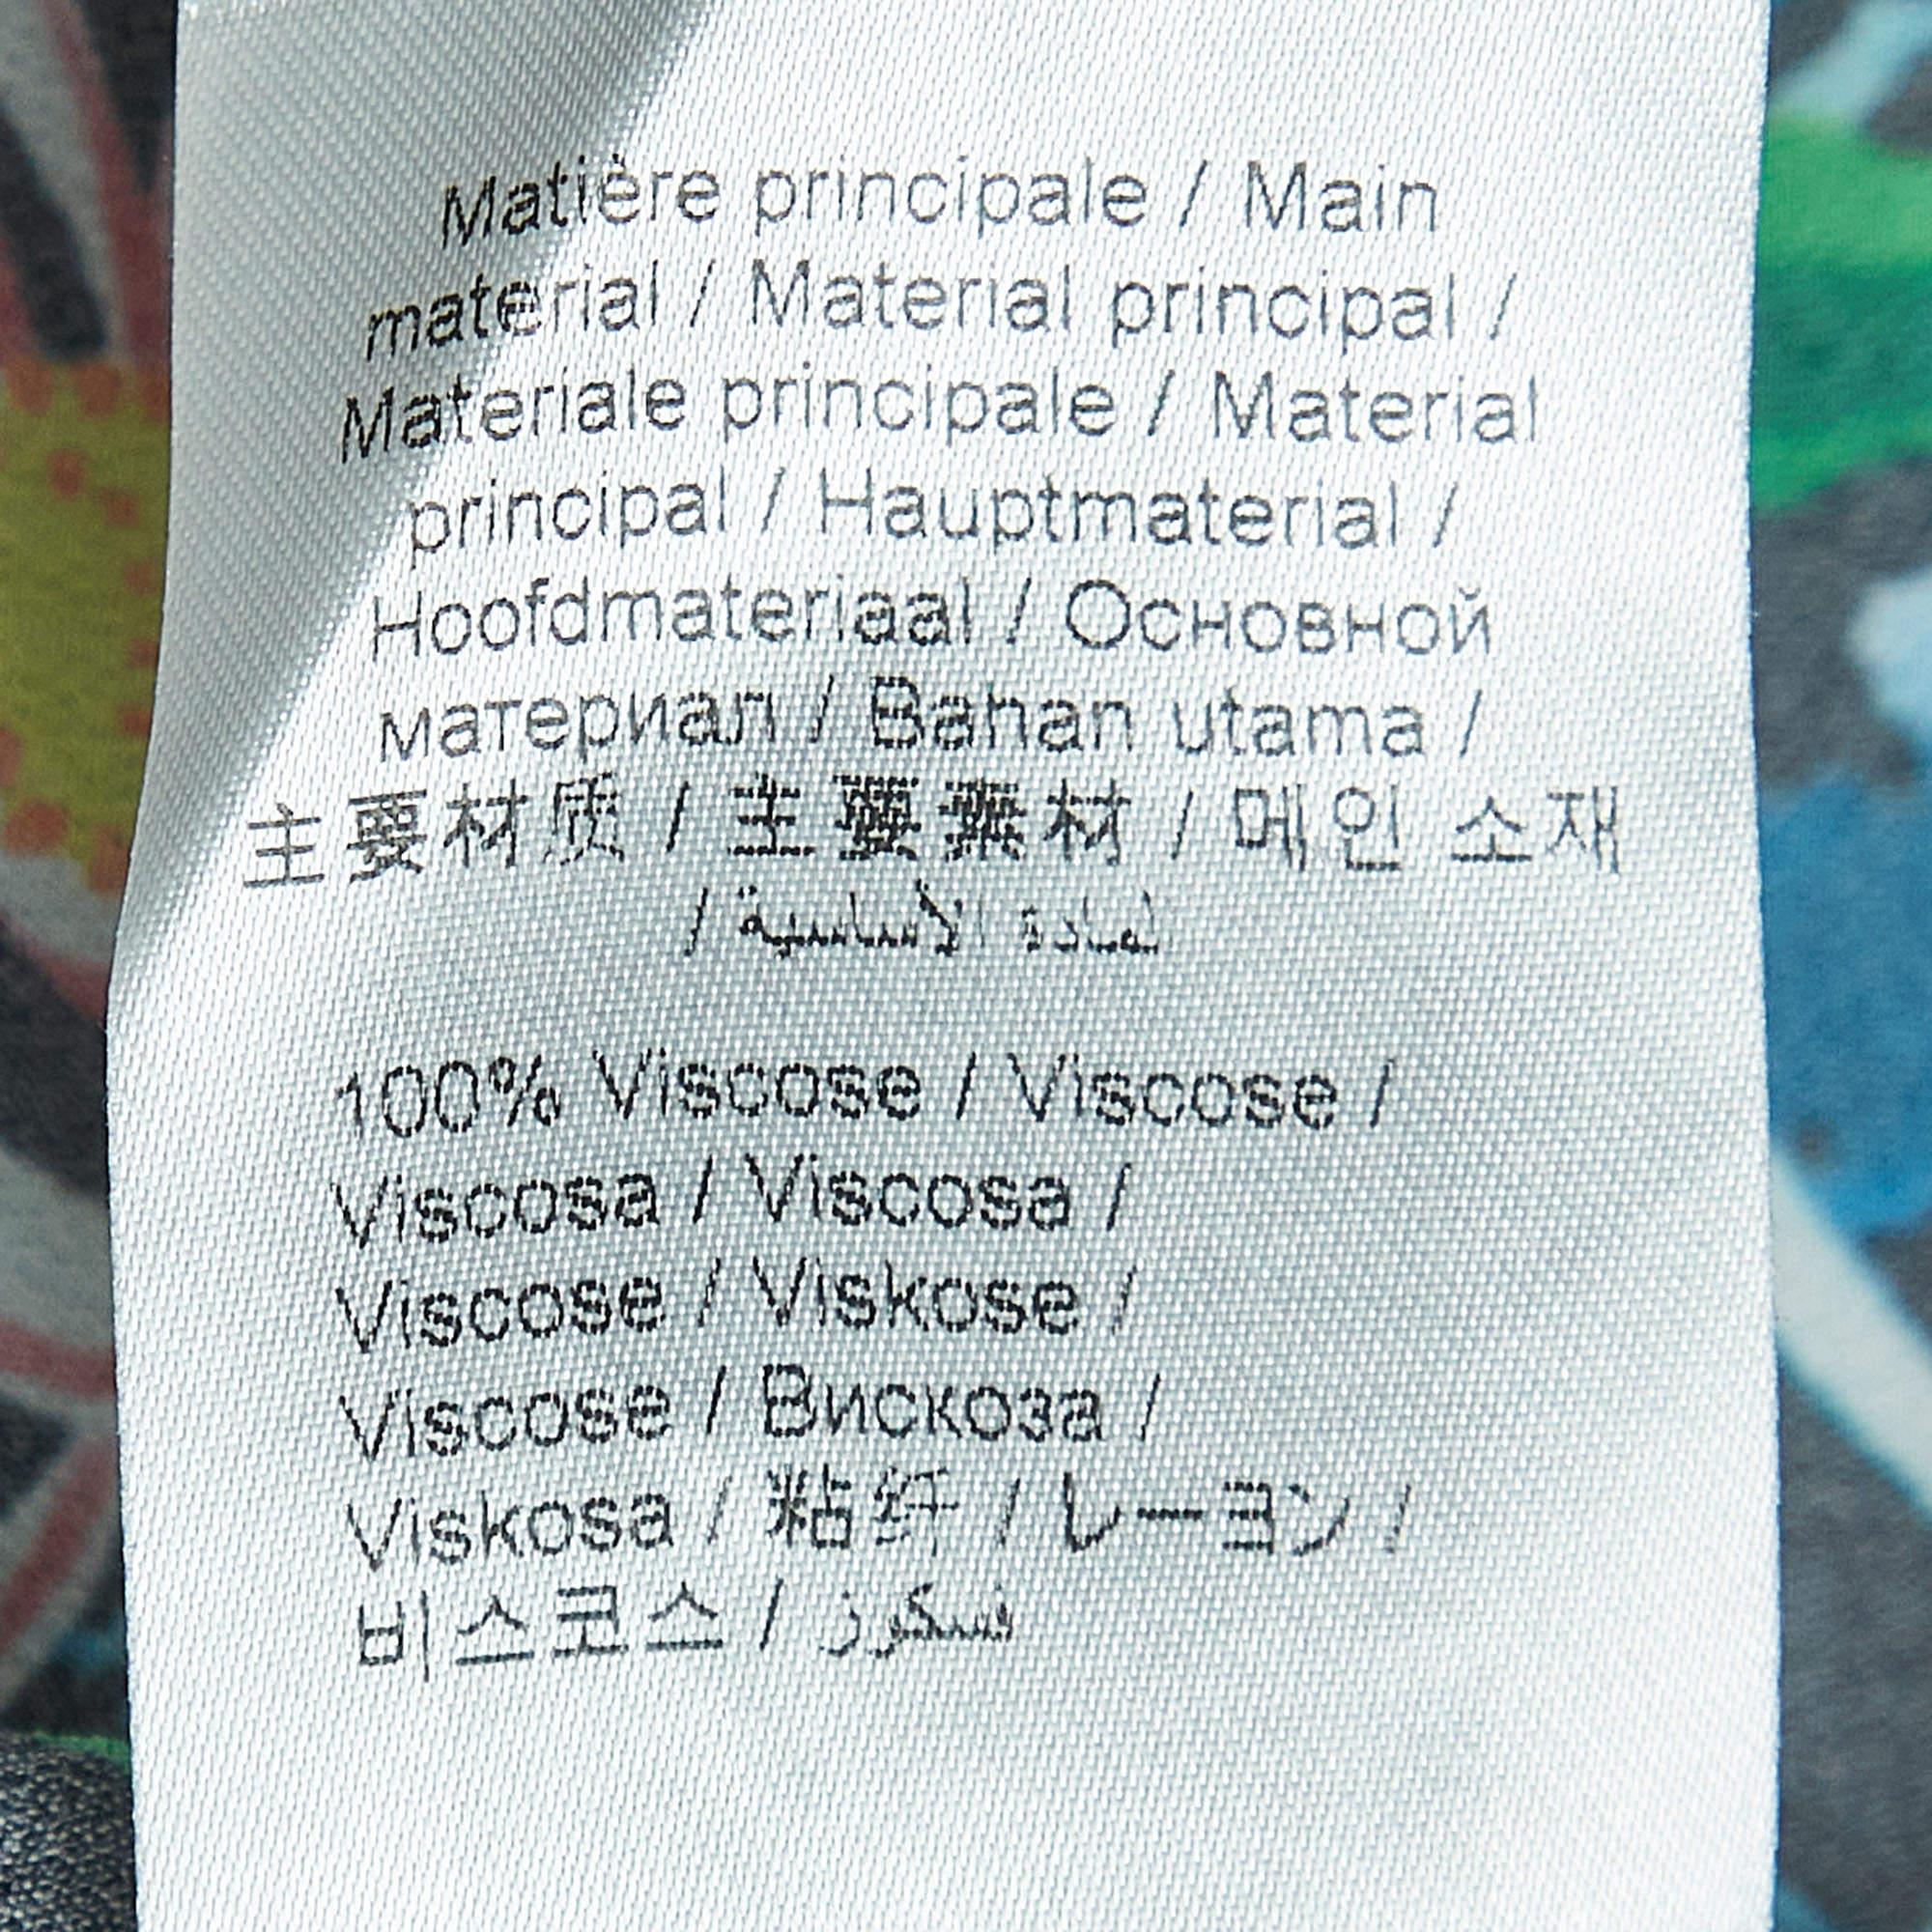 Matière principale / Main
material / Material principal /
Materiale principale / Material
principal / Hauptmaterial /
Hoofdmateriaal / Основной
материал / Bahan utama /
主要材质 / 主要素材 / 메인 소재
/ لمادة الأساسية
100% Viscose / Viscose /
Viscosa / Viscosa /
Viscose / Viskose /
Viscose / Вискоза /
Viskosa / 粘纤 / レーヨン /
비스코스 / فسكوز